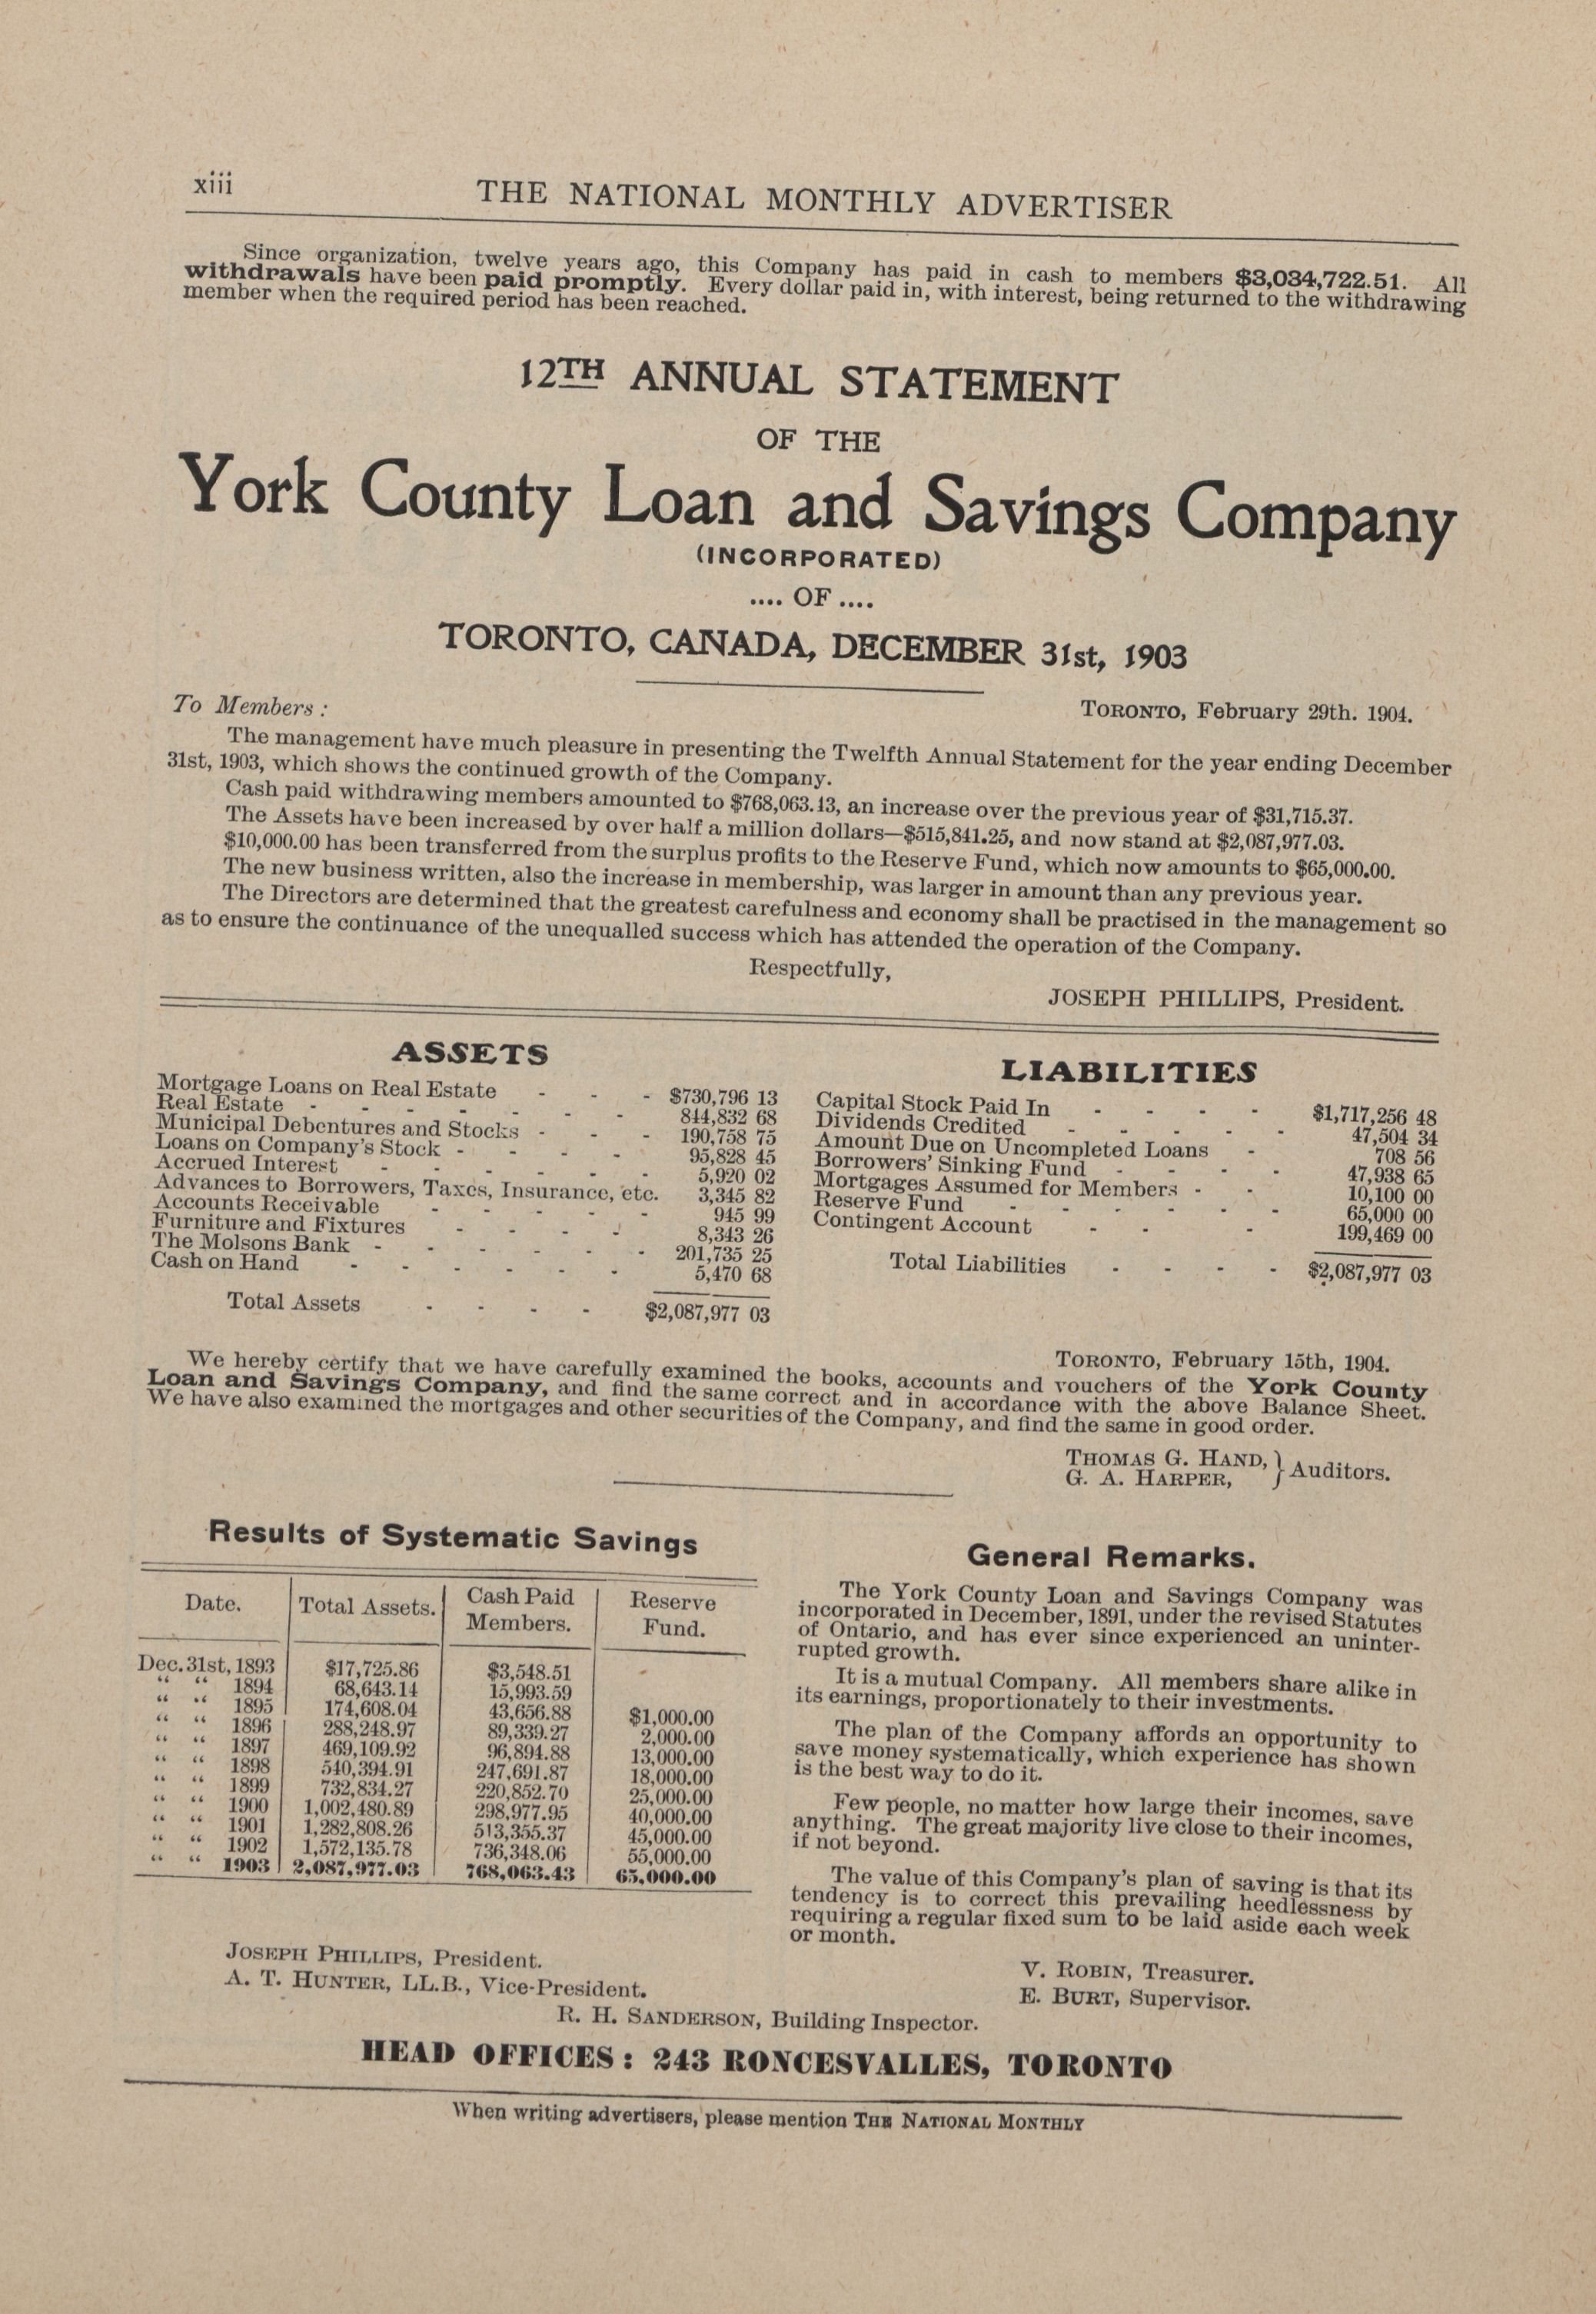 xiii
THE NATIONAL MONTHLY ADVERTISER
Since organization, twelve years ago, this Company has paid in cash to members $3,034,722.51. All
withdrawals have been paid promptly. Every dollar paid in, with interest, being returned to the withdrawing
member when the required period has been reached.
12TH ANNUAL STATEMENT
OF THE
York County Loan and Savings Company
(INCORPORATED)
.... OF ....
TORONTO, CANADA, DECEMBER 31st, 1903
To Members :
TORONTO, February 29th. 1904.
The management have much pleasure in presenting the Twelfth Annual Statement for the year ending December
31st, 1903, which shows the continued growth of the Company.
Cash paid withdrawing members amounted to $768,063.43, an increase over the previous year of $31,715.37.
The Assets have been increased by over half a million dollars—$515,841.25, and now stand at $2,087,977.03.
$10,000.00 has been transferred from the surplus profits to the Reserve Fund, which now amounts to $65,000.00.
The new business written, also the increase in membership, was larger in amount than any previous year.
The Directors are determined that the greatest carefulness and economy shall be practised in the management so
as to ensure the continuance of the unequalled success which has attended the operation of the Company.
Respectfully,
JOSEPH PHILLIPS, President.
ASSETS
Mortgage Loans on Real Estate - - - $730,796 13
Real Estate - - - - - - - 844,832 68
Municipal Debentures and Stocks - - - 190,758 75
Loans on Company's Stock - - - - 95,828 45
Accrued Interest - - - - - - 5,920 02
Advances to Borrowers, Taxes, Insurance, etc. 3,345 82
Accounts Receivable - - - - - 945 99
Furniture and Fixtures - - - - 8,343 26
The Molsons Bank - - - - - - 201,735 25
Cash on Hand - - - - - - 5,470 68
Total Assets - - - - $2,087,977 03
LIABILITIES
Capital Stock Paid In - - - - $1,717,256 48
Dividends Credited - - - - - 47,504 34
Amount Due on Uncompleted Loans - 708 56
Borrowers' Sinking Fund - - - - 47,938 65
Mortgages Assumed for Members - - 10,100 00
Reserve Fund - - - - - - 65,000 00
Contingent Account - - - - 199,469 00
Total Liabilities - - - - $2,087,977 03
TORONTO, February 15th, 1904.
We hereby certify that we have carefully examined the books, accounts and vouchers of the York County
Loan and Savings Company, and find the same correct and in accordance with the above Balance Sheet.
We have also examined the mortgages and other securities of the Company, and find the same in good order.
THOMAS G. HAND, } Auditors.
G. A. HARPER,
Results of Systematic Savings
Date. Total Assets. Cash Paid Members. Reserve Fund.
Dec. 31st, 1893 $17,725.86 $3,548.51
“ “ 1894 68,643.14 15,993.59
“ “ 1895 174,608.04 43,656.88 $1,000.00
“ “ 1896 288,248.97 89,339.27 2,000.00
“ “ 1897 469,109.92 96,894.88 13,000.00
“ “ 1898 540,394.91 247,691.87 18,000.00
“ “ 1899 732,834.27 220,852.70 25,000.00
“ “ 1900 1,002,480.89 298,977.95 40,000.00
“ “ 1901 1,282,808.26 513,355.37 45,000.00
“ “ 1902 1,572,135.78 736,348.06 55,000.00
“ “ 1903 2,087,977.03 768,063.43 65,000.00
General Remarks.
The York County Loan and Savings Company was
incorporated in December, 1891, under the revised Statutes
of Ontario, and has ever since experienced an uninter-
rupted growth.
It is a mutual Company. All members share alike in
its earnings, proportionately to their investments.
The plan of the Company affords an opportunity to
save money systematically, which experience has shown
is the best way to do it.
Few people, no matter how large their incomes, save
anything. The great majority live close to their incomes,
if not beyond.
The value of this Company's plan of saving is that its
tendency is to correct this prevailing heedlessness by
requiring a regular fixed sum to be laid aside each week
or month.
JOSEPH PHILLIPS, President.
A. T. HUNTER, LL.B., Vice-President.
V. ROBIN, Treasurer.
E. BURT, Supervisor.
R. H. SANDERSON, Building Inspector.
HEAD OFFICES : 243 RONCESVALLES, TORONTO
When writing advertisers, please mention THE NATIONAL MONTHLY